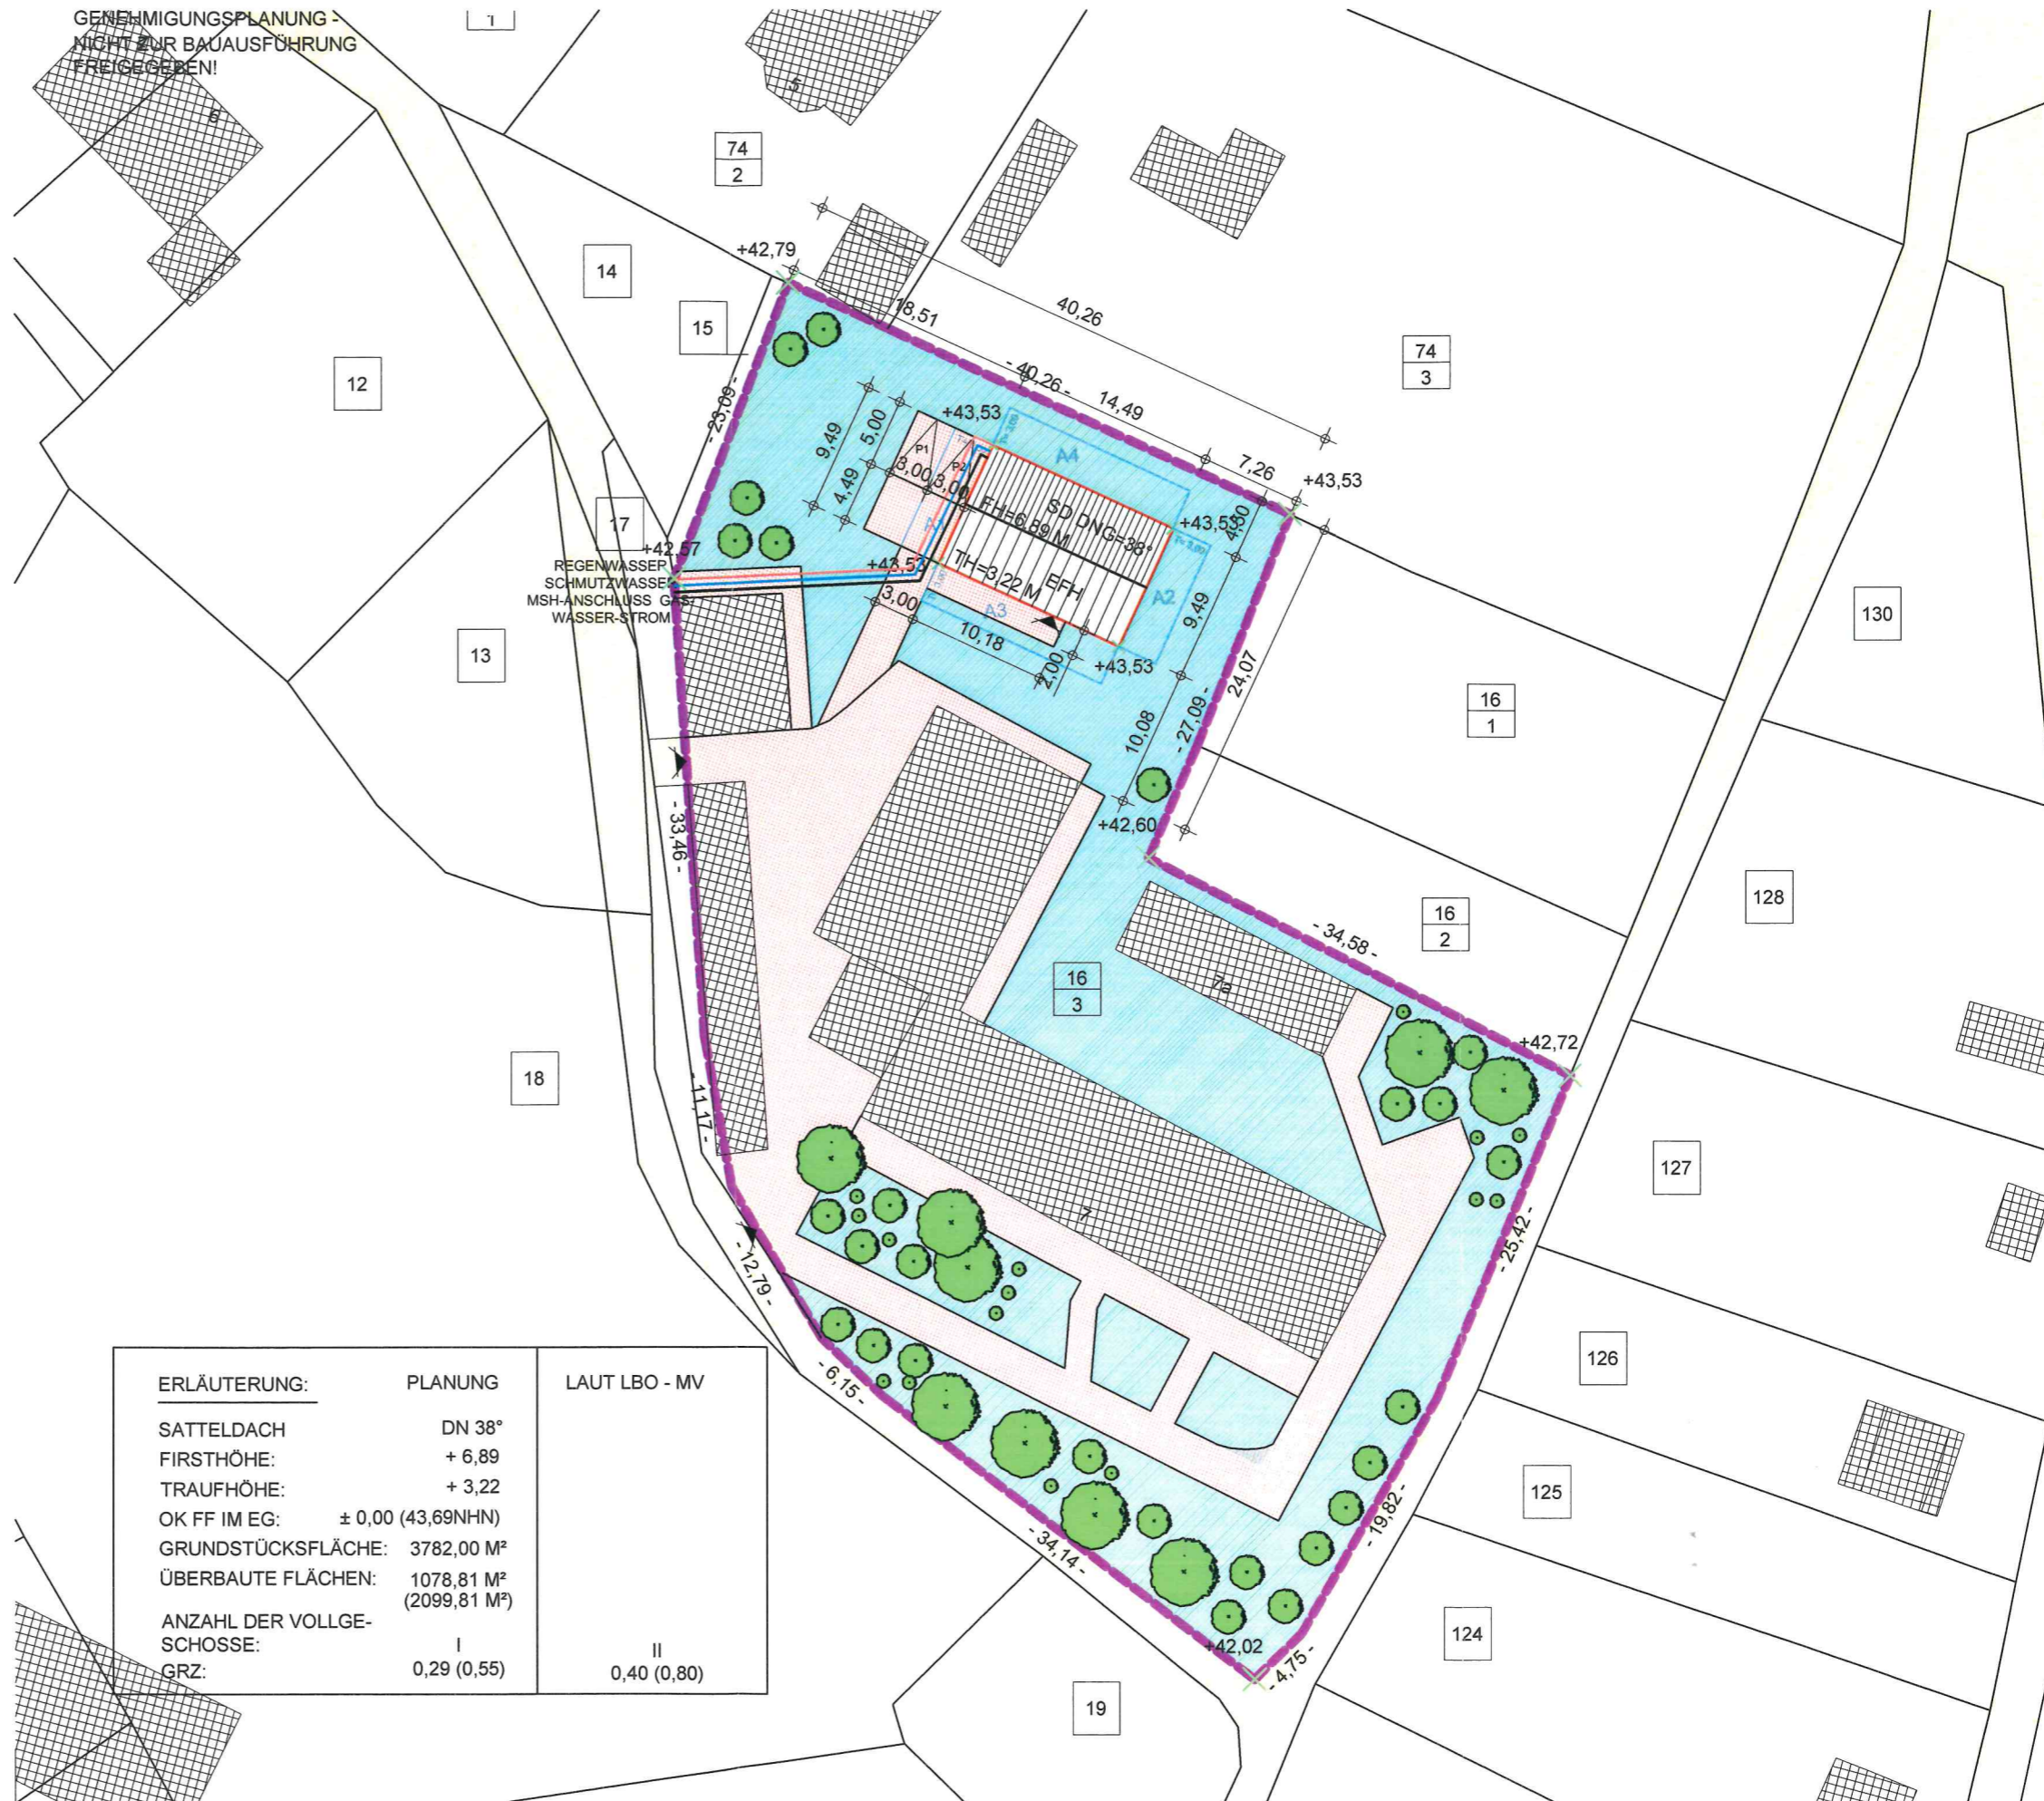 GENEHMIGUNGSPLANUNG -
NICHT ZUR BAUAUSFÜHRUNG
FREIGEGEBEN!
1
6
5
74
2
14
15
12
17
13
18
+42,79
18,51
40,26
- 40,26 -
14,49
7,26
+43,53
74
3
- 23,09 -
9,49
5,00
4,49
+43,53
P1
P2
3,00
3,00
A4
SD DNG=38°
FH=6,89 M
TH=3,22 M
EFH
+43,53
4,50
T= 3,00
A2
A3
9,49
24,07
- 27,09 -
10,08
+42,57
REGENWASSER
SCHMUTZWASSER
MSH-ANSCHLUSS GAS-
WASSER-STROM
+43,53
3,00
10,18
2,00
+43,53
+42,60
130
16
1
128
16
2
- 34,58 -
7a
16
3
+42,72
- 33,46 -
- 11,17 -
- 12,79 -
- 6,15 -
- 34,14 -
7
- 25,42 -
- 19,82 -
- 4,75 -
+42,02
127
126
125
124
19
ERLÄUTERUNG: PLANUNG LAUT LBO - MV
SATTELDACH DN 38°
FIRSTHÖHE: + 6,89
TRAUFHÖHE: + 3,22
OK FF IM EG: ± 0,00 (43,69NHN)
GRUNDSTÜCKSFLÄCHE: 3782,00 M²
ÜBERBAUTE FLÄCHEN: 1078,81 M²
(2099,81 M²)
ANZAHL DER VOLLGE-
SCHOSSE: I II
GRZ: 0,29 (0,55) 0,40 (0,80)